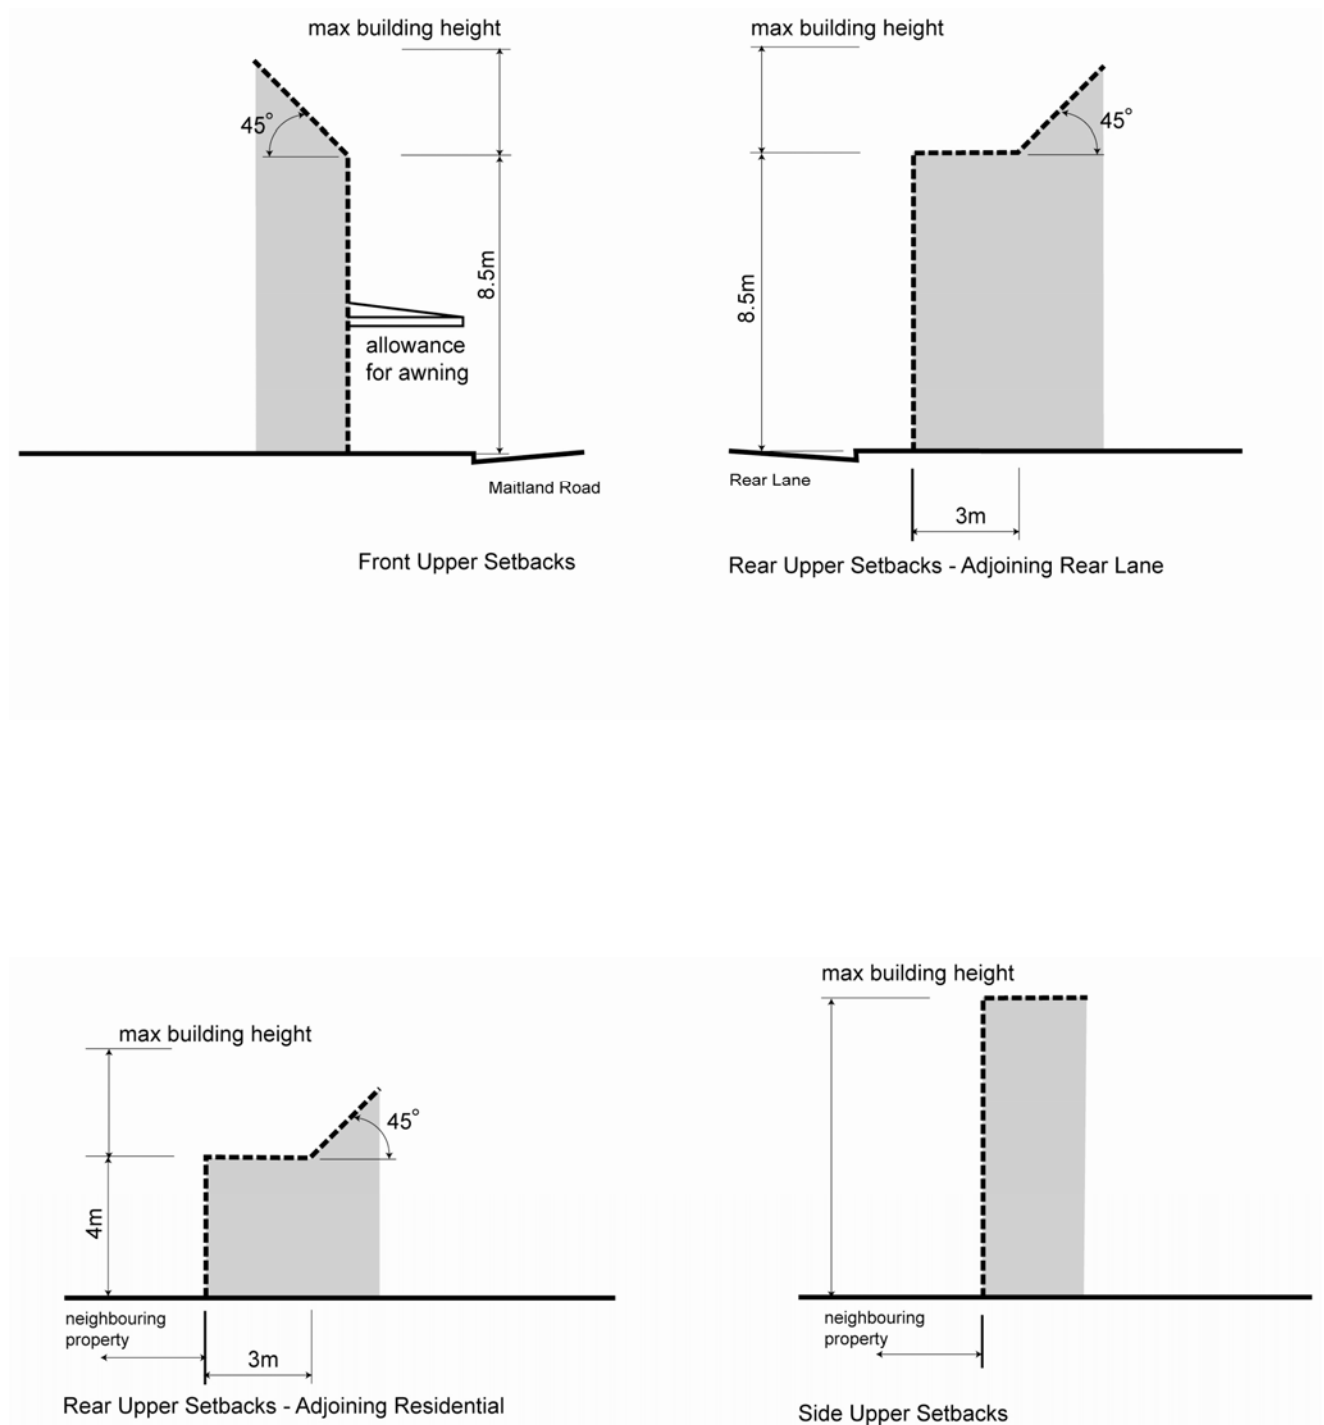 max building height
45°
8.5m
allowance
for awning
Maitland Road
Front Upper Setbacks
max building height
45°
8.5m
Rear Lane
3m
Rear Upper Setbacks - Adjoining Rear Lane
max building height
45°
4m
neighbouring
property
3m
Rear Upper Setbacks - Adjoining Residential
max building height
neighbouring
property
Side Upper Setbacks